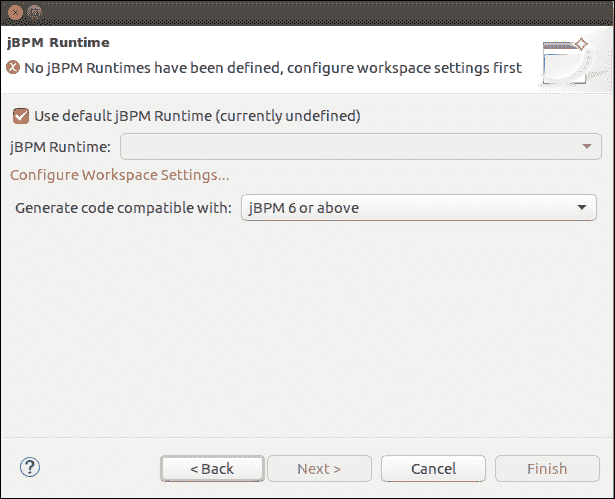 jBPM Runtime
No jBPM Runtimes have been defined, configure workspace settings first
Use default jBPM Runtime (currently undefined)
jBPM Runtime:
Configure Workspace Settings...
Generate code compatible with: jBPM 6 or above
? < Back Next > Cancel Finish